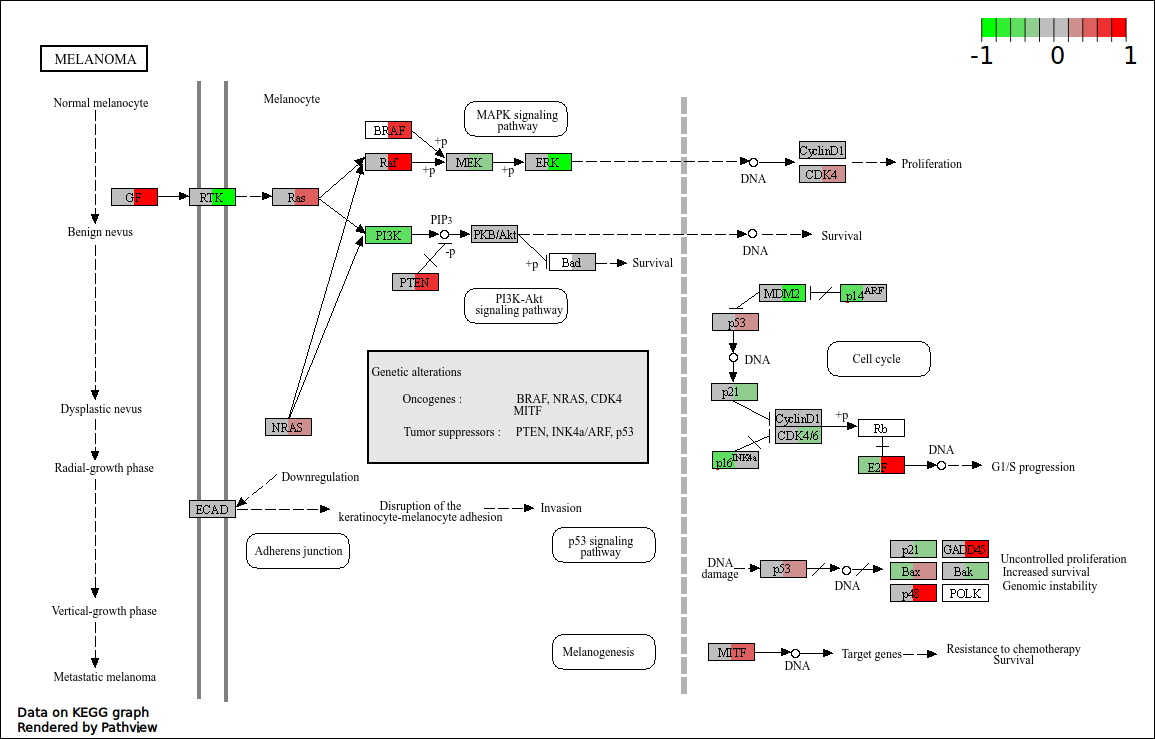 -1 0 1
MELANOMA
Normal melanocyte
Melanocyte
MAPK signaling
pathway
BRAF
+p
Raf
+p
MEK
+p
ERK
DNA
CyclinD1
CDK4
Proliferation
GF
RTK
Ras
Benign nevus
PI3K
PIP3
-p
PKB/Akt
PTEN
+p
Bad
Survival
DNA
Survival
PI3K-Akt
signaling pathway
MDM2
p14ARF
p53
DNA
Cell cycle
Genetic alterations
Oncogenes : BRAF, NRAS, CDK4
MITF
Tumor suppressors : PTEN, INK4a/ARF, p53
Dysplastic nevus
NRAS
p21
CyclinD1
CDK4/6
+p
Rb
p16INK4a
E2F
DNA
G1/S progression
Radial-growth phase
Downregulation
ECAD
Disruption of the
keratinocyte-melanocyte adhesion
Invasion
Adherens junction
p53 signaling
pathway
DNA
damage
p53
DNA
p21
GADD45
Bax
Bak
p48
POLK
Uncontrolled proliferation
Increased survival
Genomic instability
Vertical-growth phase
Melanogenesis
MITF
DNA
Target genes
Resistance to chemotherapy
Survival
Metastatic melanoma
Data on KEGG graph
Rendered by Pathview